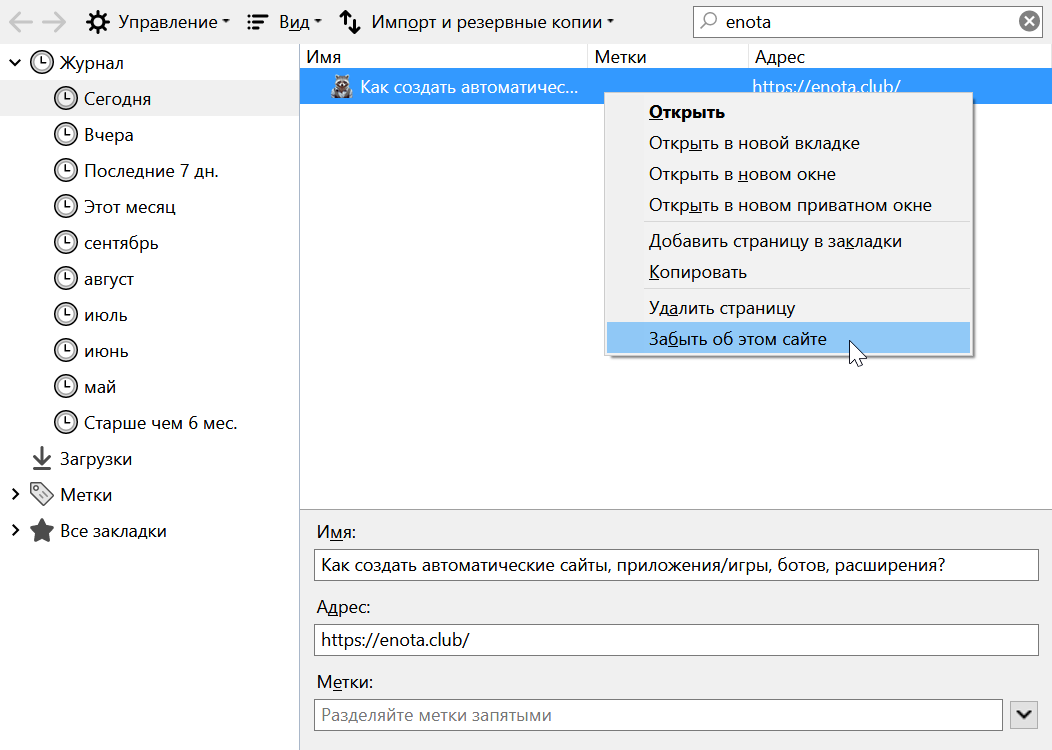 Управление Вид Импорт и резервные копии enota
Журнал
Сегодня
Вчера
Последние 7 дн.
Этот месяц
сентябрь
август
июль
июнь
май
Старше чем 6 мес.
Загрузки
Метки
Все закладки
Имя Метки Адрес
Как создать автоматичес... https://enota.club/
Открыть
Открыть в новой вкладке
Открыть в новом окне
Открыть в новом приватном окне
Добавить страницу в закладки
Копировать
Удалить страницу
Забыть об этом сайте
Имя:
Как создать автоматические сайты, приложения/игры, ботов, расширения?
Адрес:
https://enota.club/
Метки:
Разделяйте метки запятыми